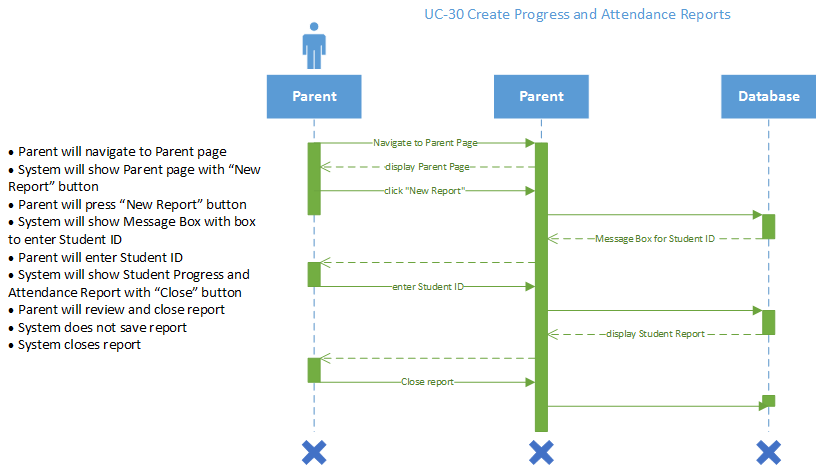 UC-30 Create Progress and Attendance Reports
Parent
Parent
Database
• Parent will navigate to Parent page
• System will show Parent page with “New
Report” button
• Parent will press “New Report” button
• System will show Message Box with box
to enter Student ID
• Parent will enter Student ID
• System will show Student Progress and
Attendance Report with “Close” button
• Parent will review and close report
• System does not save report
• System closes report
Navigate to Parent Page
display Parent Page
click "New Report"
Message Box for Student ID
enter Student ID
display Student Report
Close report